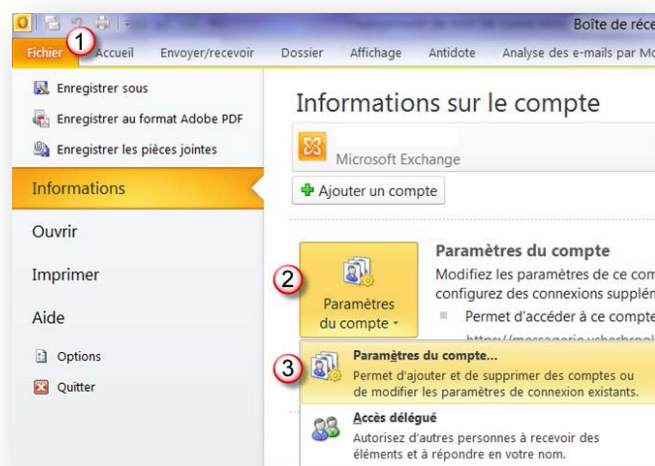 Boîte de réce
1
Fichier Accueil Envoyer/recevoir Dossier Affichage Antidote Analyse des e-mails par Mc
Enregistrer sous
Enregistrer au format Adobe PDF
Enregistrer les pièces jointes
Informations
Ouvrir
Imprimer
Aide
Options
Quitter
Informations sur le compte
Microsoft Exchange
Ajouter un compte
2
Paramètres
du compte
Paramètres du compte
Modifiez les paramètres de ce com
configurez des connexions supplém
Permet d'accéder à ce compte
3
Paramètres du compte...
Permet d'ajouter et de supprimer des comptes ou
de modifier les paramètres de connexion existants.
Accès délégué
Autorisez d'autres personnes à recevoir des
éléments et à répondre en votre nom.